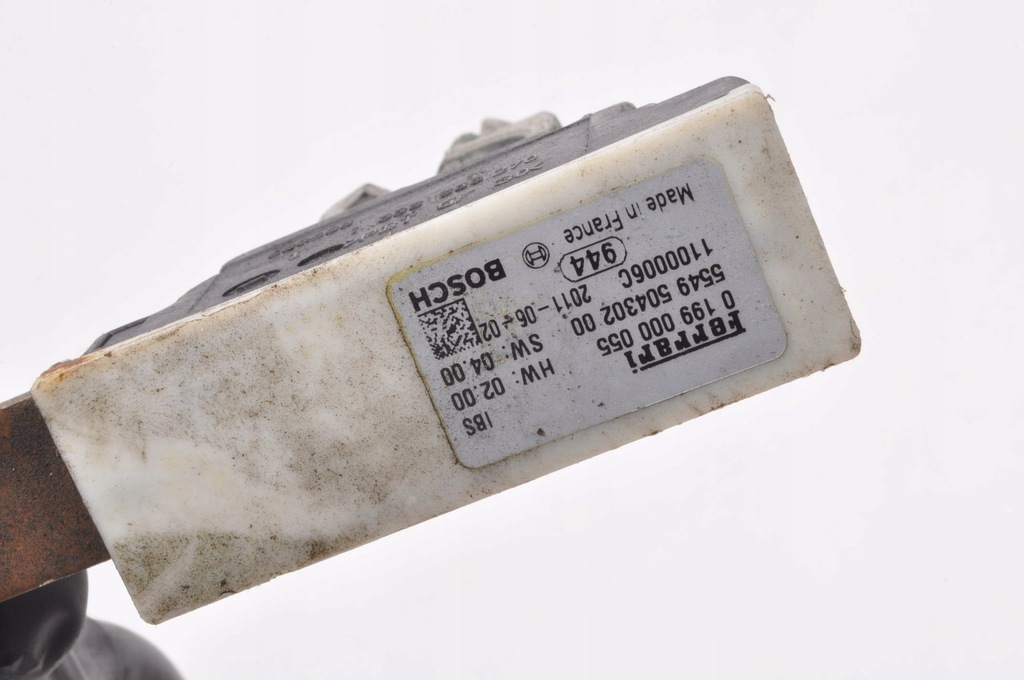 Ferrari
0 199 000 055
5549 504302 00
1100006C
944
Made in France
IBS
HW: 02.00
SW: 04.00
2011-06-02
BOSCH